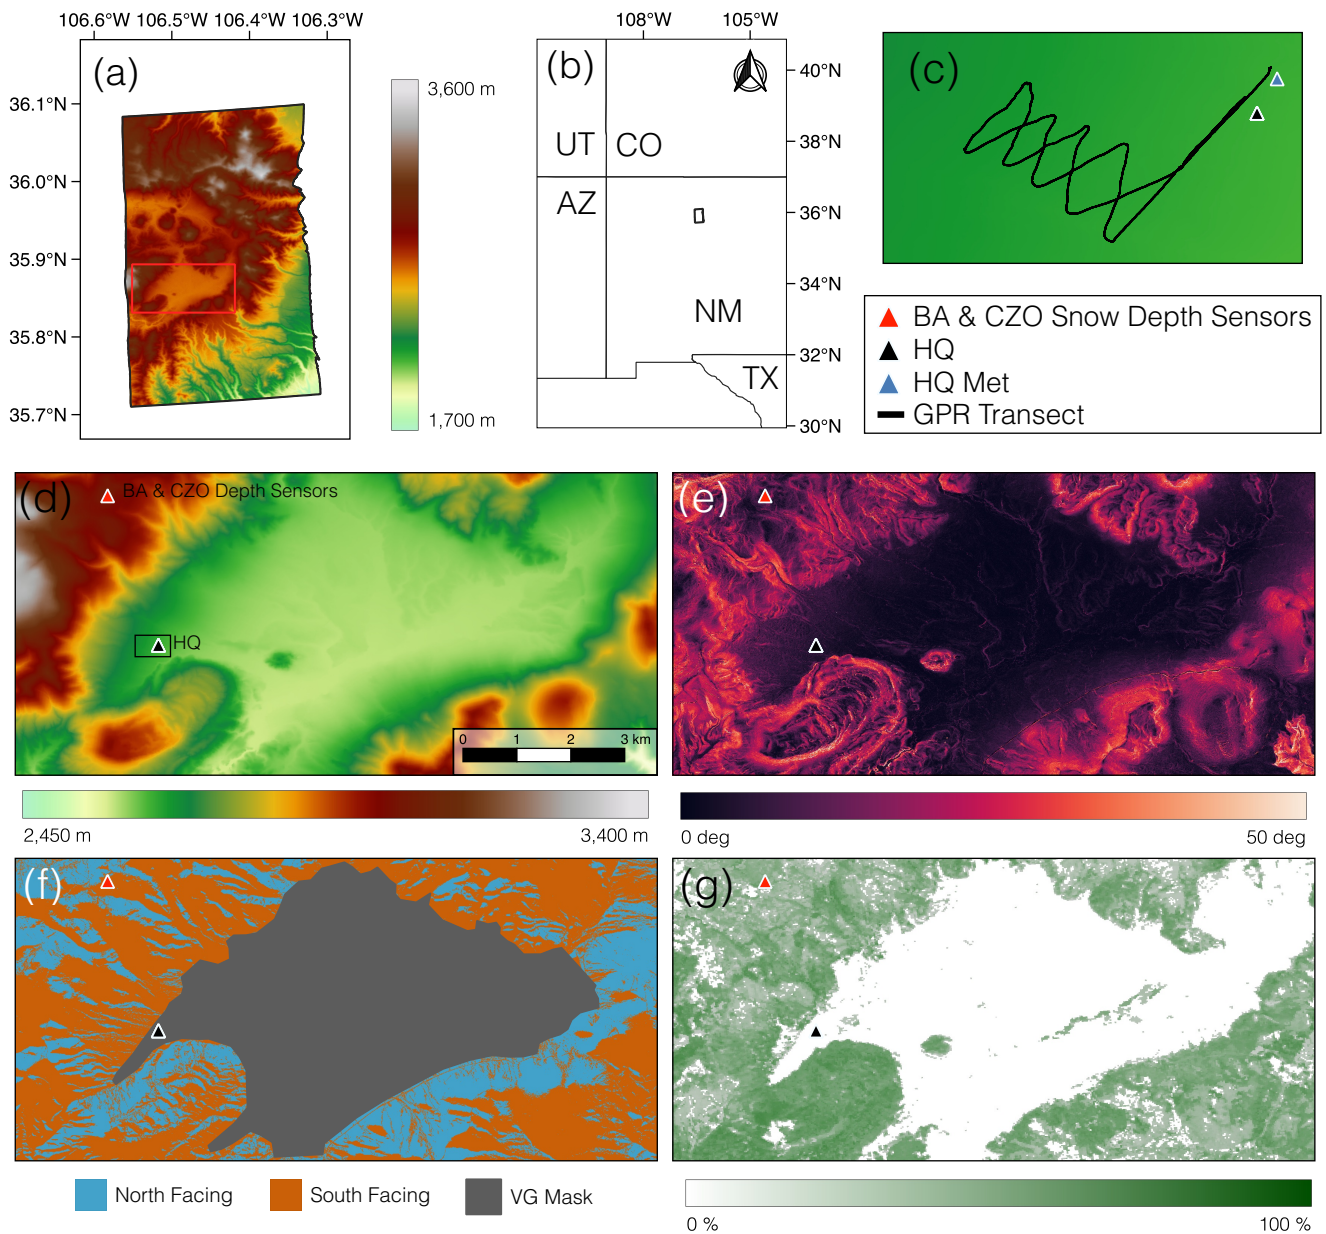 106.6°W 106.5°W 106.4°W 106.3°W
(a)
36.1°N
36.0°N
35.9°N
35.8°N
35.7°N
3,600 m
1,700 m
108°W 105°W
(b)
40°N
38°N
36°N
34°N
32°N
30°N
UT CO
AZ
NM
TX
(c)
BA & CZO Snow Depth Sensors
HQ
HQ Met
GPR Transect
(d)
BA & CZO Depth Sensors
HQ
0 1 2 3 km
2,450 m 3,400 m
(e)
0 deg 50 deg
(f)
North Facing South Facing VG Mask
(g)
0 % 100 %